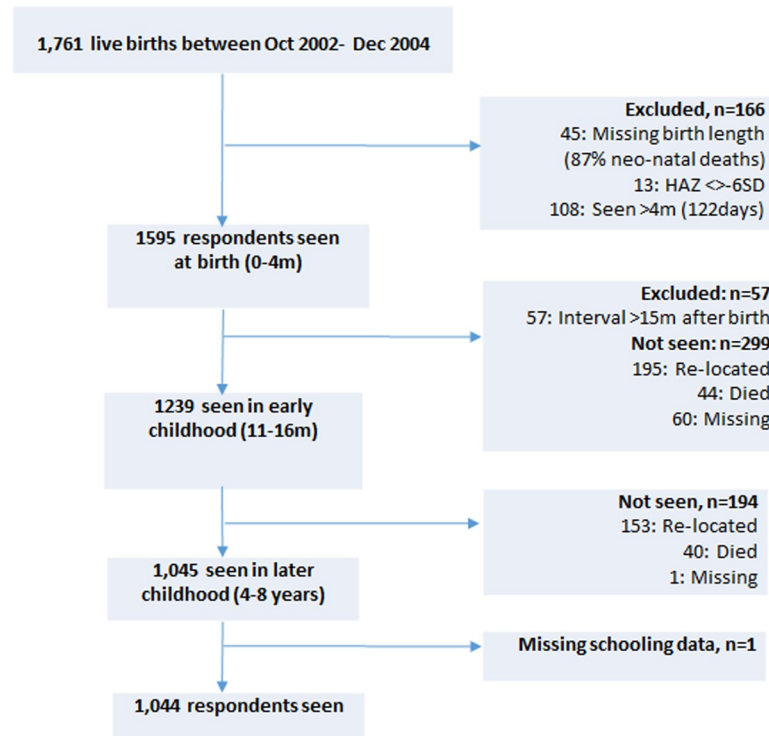 1,761 live births between Oct 2002- Dec 2004
Excluded, n=166
45: Missing birth length
(87% neo-natal deaths)
13: HAZ <>-6SD
108: Seen >4m (122days)
1595 respondents seen
at birth (0-4m)
Excluded: n=57
57: Interval >15m after birth
Not seen: n=299
195: Re-located
44: Died
60: Missing
1239 seen in early
childhood (11-16m)
Not seen, n=194
153: Re-located
40: Died
1: Missing
1,045 seen in later
childhood (4-8 years)
Missing schooling data, n=1
1,044 respondents seen